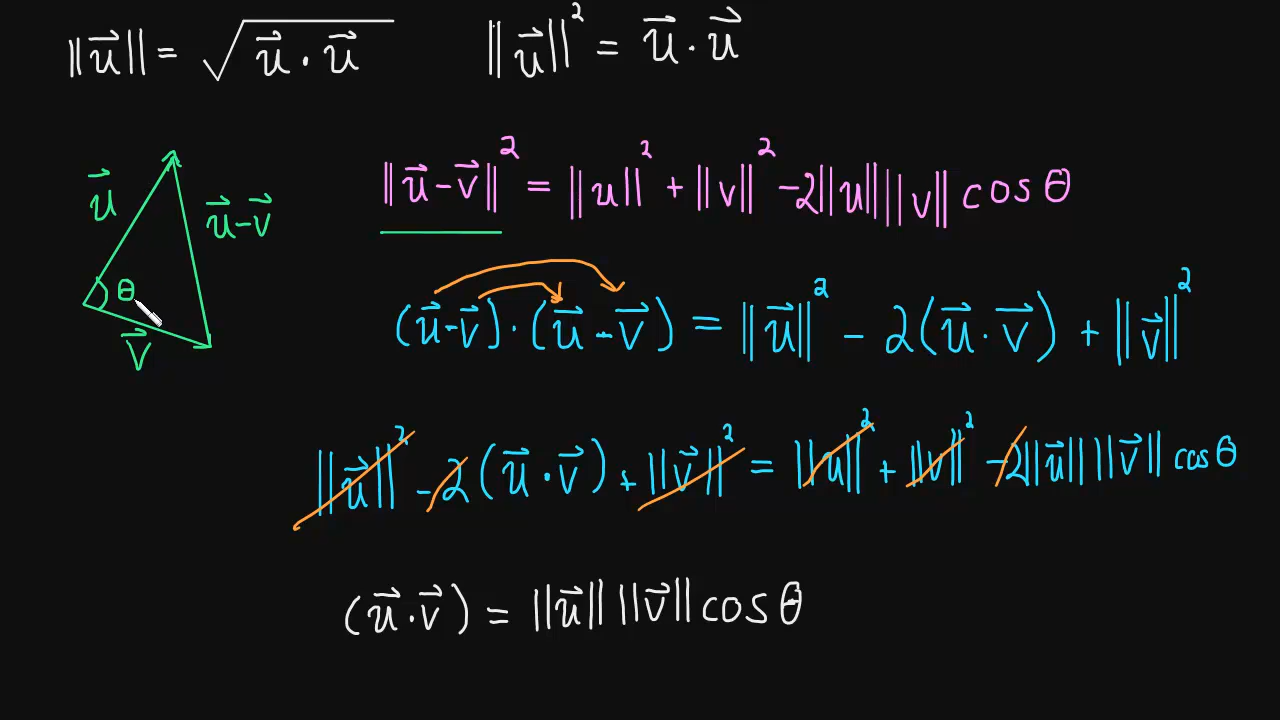 ‖u⃗‖ = √(u⃗ · u⃗)    ‖u⃗‖² = u⃗ · u⃗
‖u⃗-v⃗‖² = ‖u‖² + ‖v‖² - 2‖u‖‖v‖ cos θ
u⃗
u⃗-v⃗
θ
v⃗
(u⃗-v⃗) · (u⃗ - v⃗) = ‖u⃗‖² - 2(u⃗ · v⃗) + ‖v⃗‖²
‖u⃗‖² - 2(u⃗ · v⃗) + ‖v⃗‖² = ‖u‖² + ‖v‖² - 2‖u⃗‖‖v⃗‖ cos θ
(u⃗ · v⃗) = ‖u⃗‖‖v⃗‖ cos θ